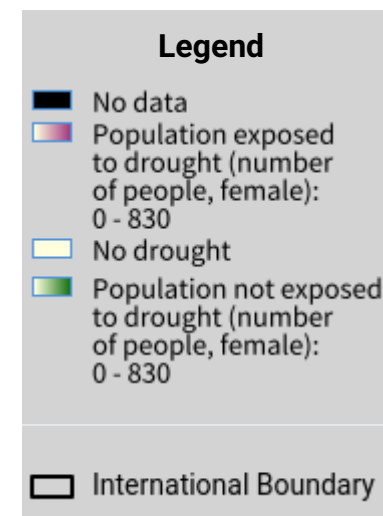 Legend
No data
Population exposed
to drought (number
of people, female):
0 - 830
No drought
Population not exposed
to drought (number
of people, female):
0 - 830
International Boundary